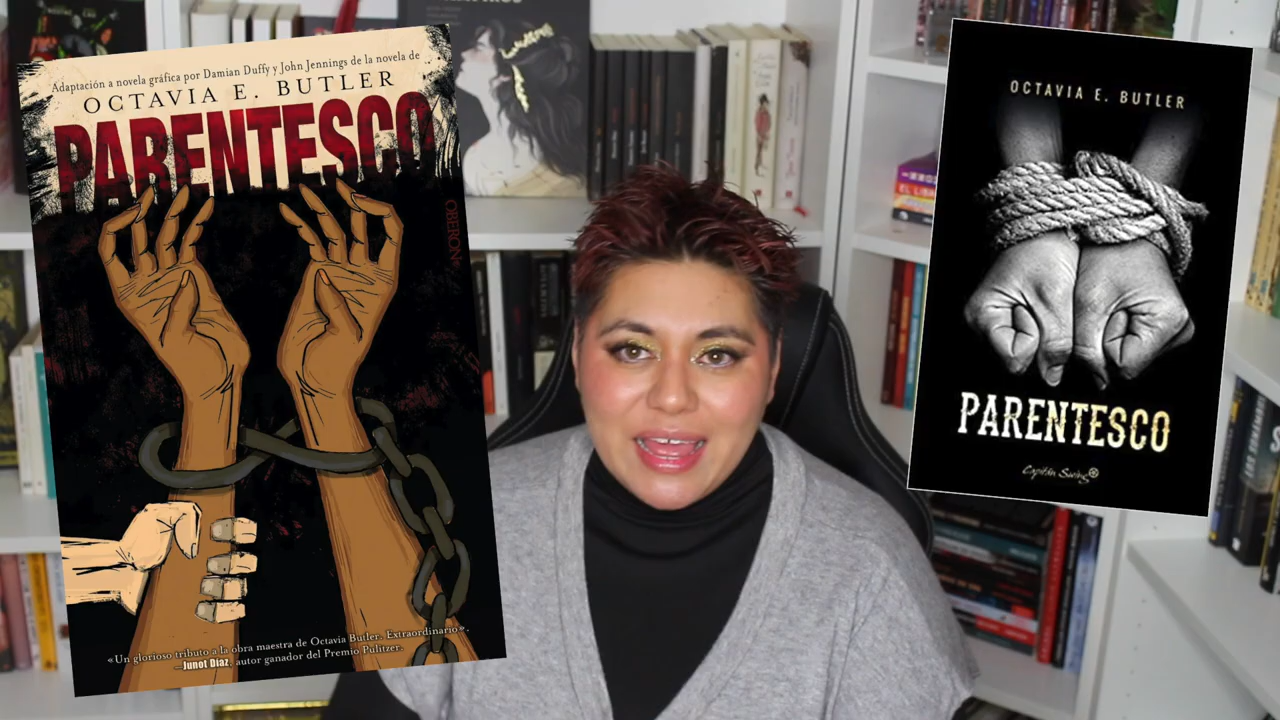 Adaptación a novela gráfica por Damian Duffy y John Jennings de la novela de
OCTAVIA E. BUTLER
PARENTESCO
OBERON
«Un glorioso tributo a la obra maestra de Octavia Butler. Extraordinario».
—Junot Díaz, autor ganador del Premio Pulitzer.
EL LIBRO
OCTAVIA E. BUTLER
PARENTESCO
Capitán Swing®